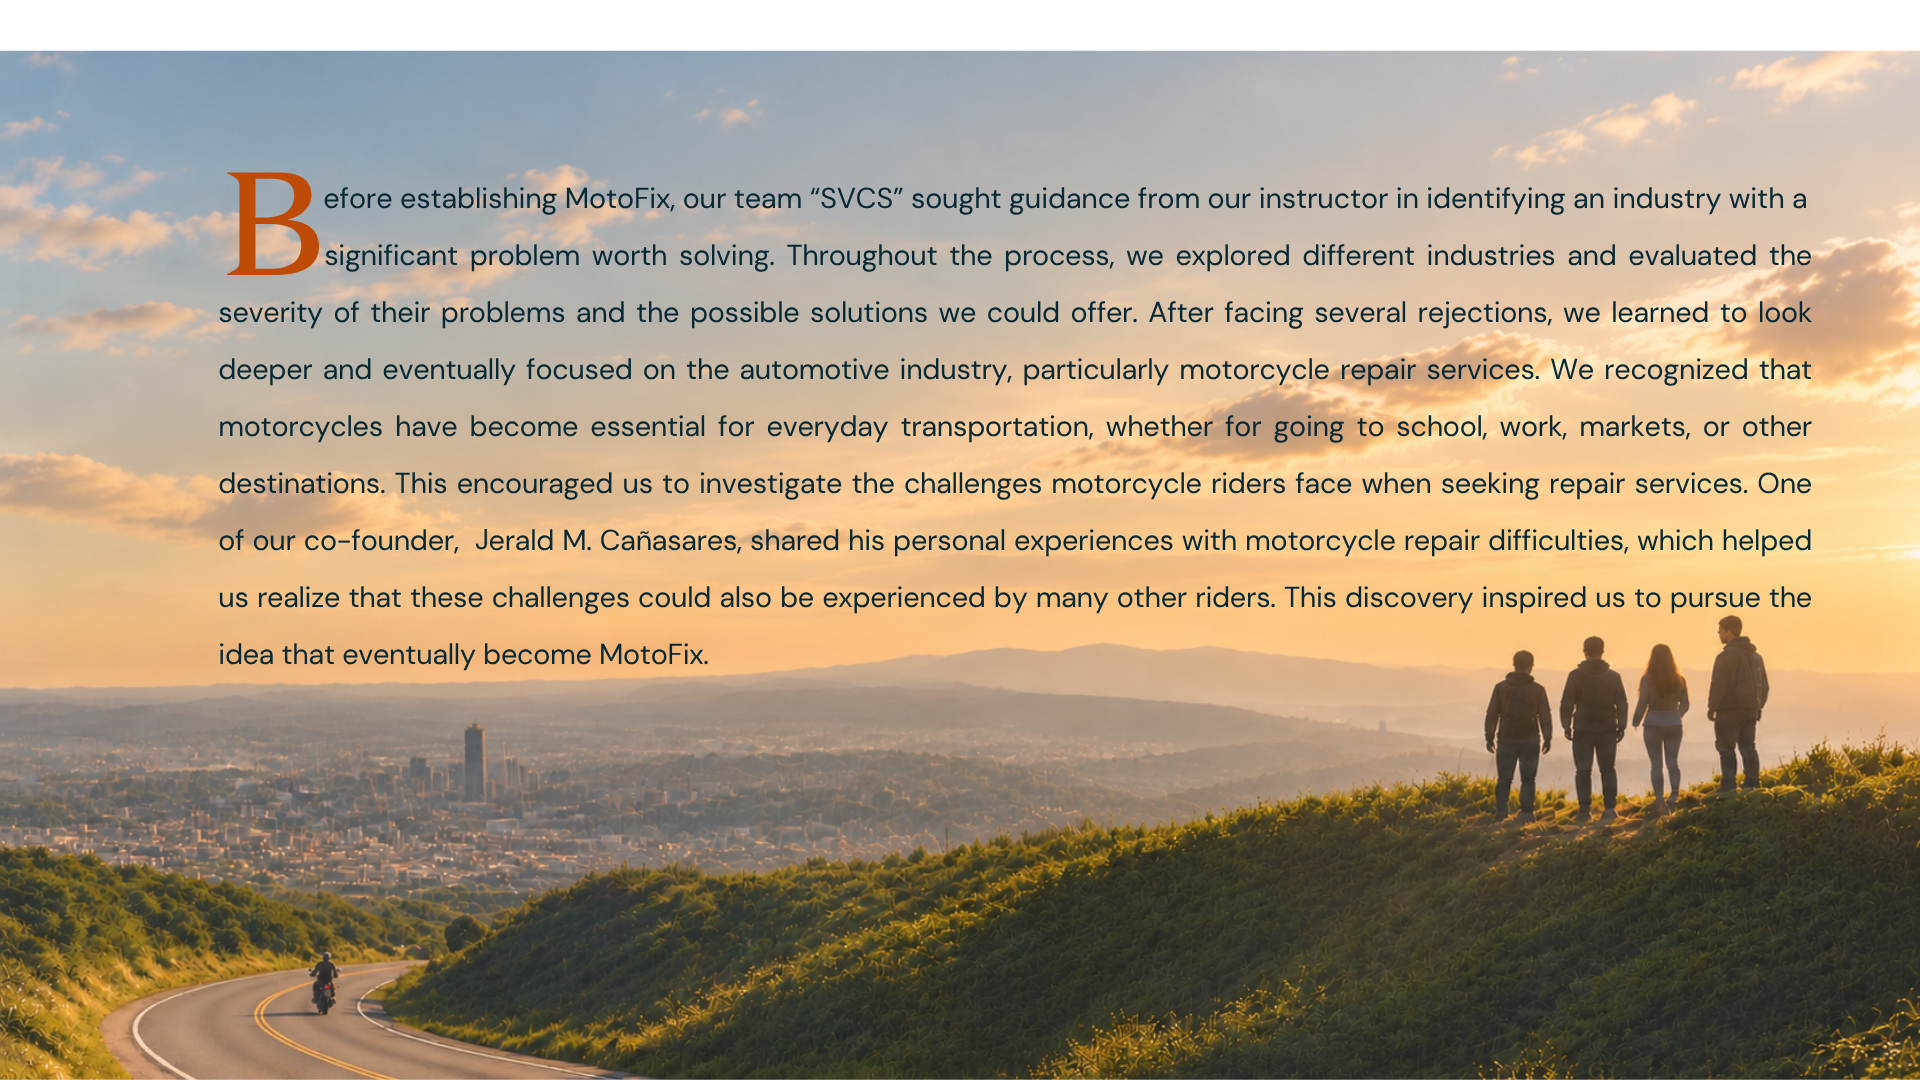 Before establishing MotoFix, our team “SVCS” sought guidance from our instructor in identifying an industry with a
significant problem worth solving. Throughout the process, we explored different industries and evaluated the
severity of their problems and the possible solutions we could offer. After facing several rejections, we learned to look
deeper and eventually focused on the automotive industry, particularly motorcycle repair services. We recognized that
motorcycles have become essential for everyday transportation, whether for going to school, work, markets, or other
destinations. This encouraged us to investigate the challenges motorcycle riders face when seeking repair services. One
of our co-founder,  Jerald M. Cañasares, shared his personal experiences with motorcycle repair difficulties, which helped
us realize that these challenges could also be experienced by many other riders. This discovery inspired us to pursue the
idea that eventually become MotoFix.